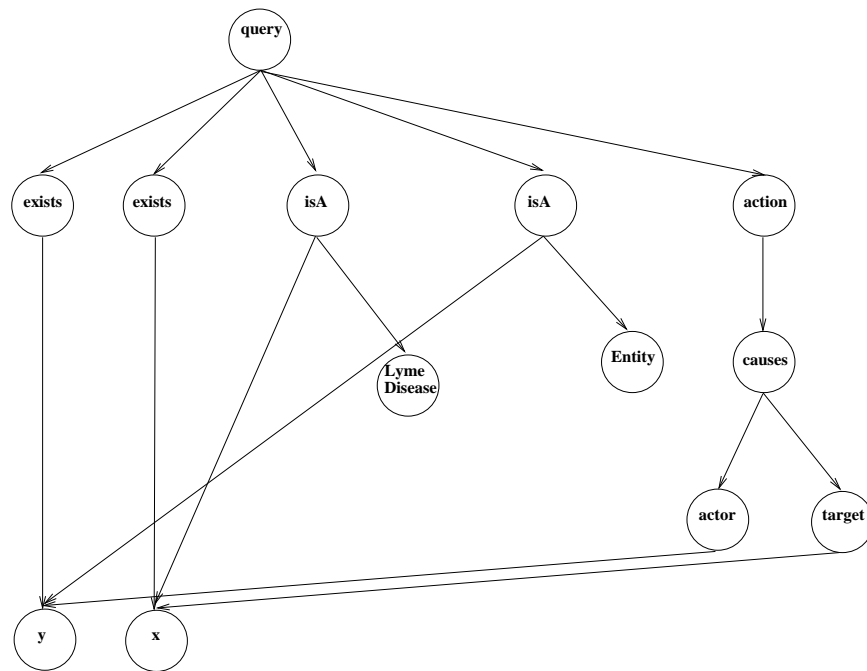 query
exists
exists
isA
isA
action
Lyme
Disease
Entity
causes
actor
target
y
x